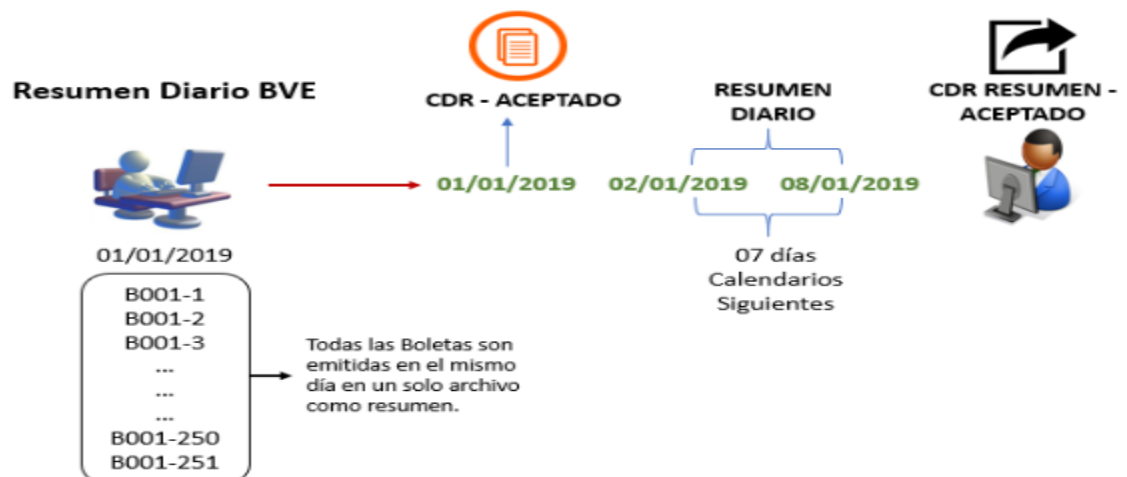 Resumen Diario BVE
CDR - ACEPTADO
RESUMEN
DIARIO
CDR RESUMEN -
ACEPTADO
01/01/2019
02/01/2019
08/01/2019
01/01/2019
07 días
Calendarios
Siguientes
B001-1
B001-2
B001-3
...
...
...
B001-250
B001-251
Todas las Boletas son
emitidas en el mismo
día en un solo archivo
como resumen.